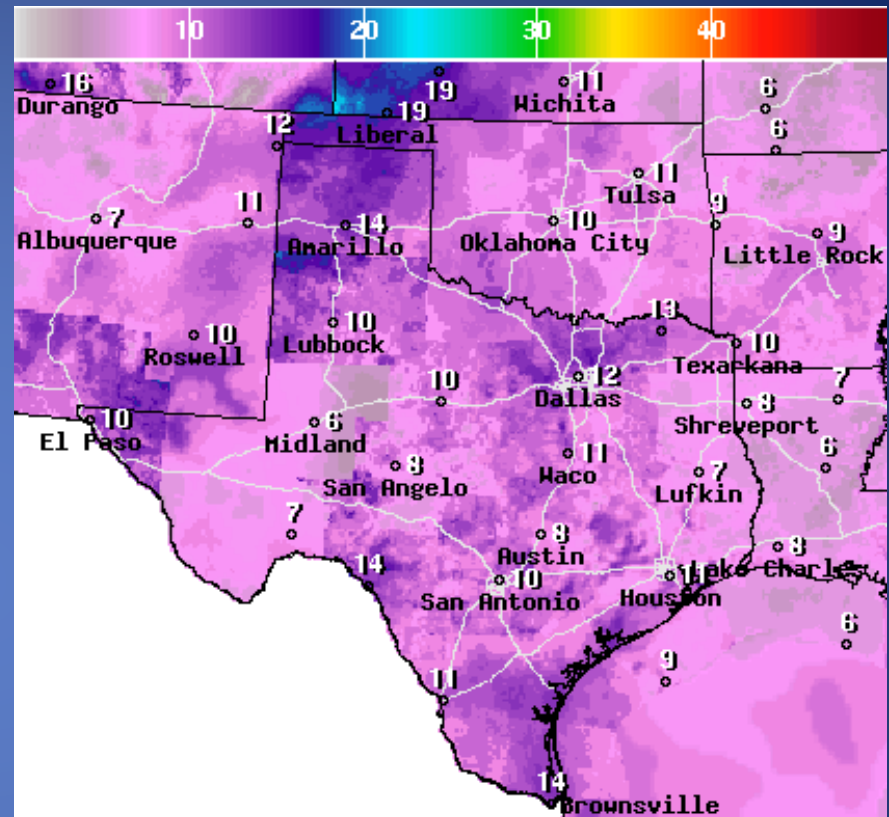 10 20 30 40
16 19 11 6
Durango Wichita
19
Liberal
12 6
11
Tulsa
7 11 14 10 9 9
Albuquerque Amarillo Oklahoma City Little Rock
10 10 13 10
Roswell Lubbock Texarkana
12
10 Dallas 8 7
10 6 Shreveport
El Paso Midland
8 11 7 6
San Angelo Waco Lufkin
7 8 8
Austin
14 10 11 Lake Charles
San Antonio Houston
6
9
11
14
Brownsville